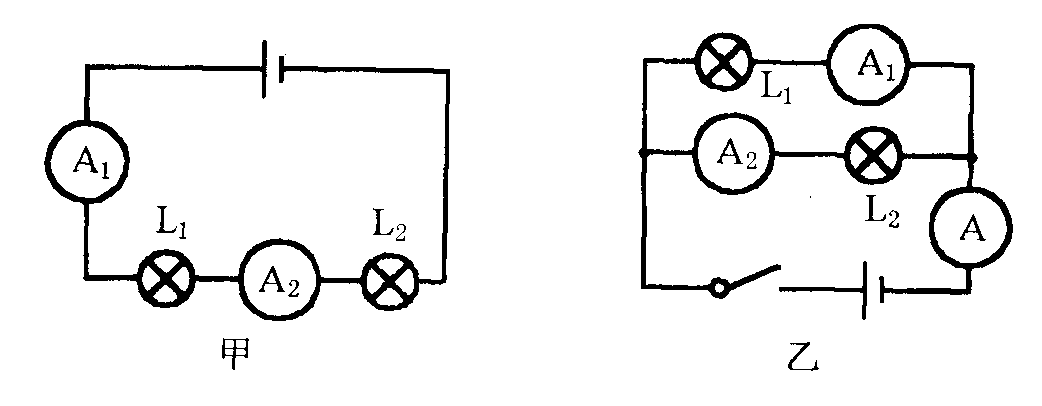 A₁
L₁
A₂
L₂
甲
L₁
A₁
A₂
L₂
A
乙